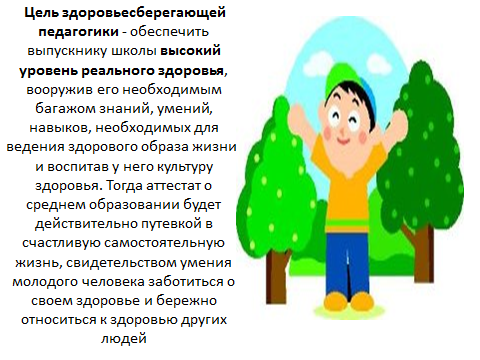 Цель здоровьесберегающей
педагогики - обеспечить
выпускнику школы высокий
уровень реального здоровья,
вооружив его необходимым
багажом знаний, умений,
навыков, необходимых для
ведения здорового образа жизни
и воспитав у него культуру
здоровья. Тогда аттестат о
среднем образовании будет
действительно путевкой в
счастливую самостоятельную
жизнь, свидетельством умения
молодого человека заботиться о
своем здоровье и бережно
относиться к здоровью других
людей